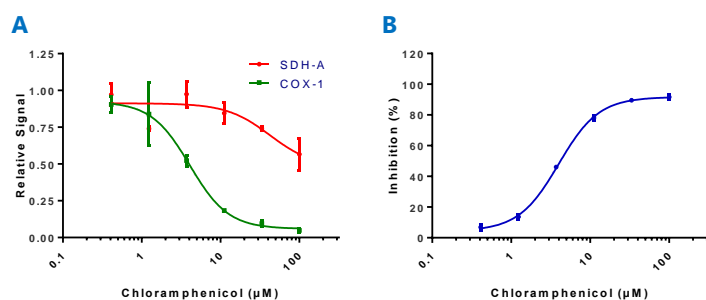 A
Relative Signal
1.25
1.00
0.75
0.50
0.25
0.00
SDH-A
COX-1
0.1
1
10
100
Chloramphenicol (µM)
B
Inhibition (%)
120
100
80
60
40
20
0
0.1
1
10
100
Chloramphenicol (µM)